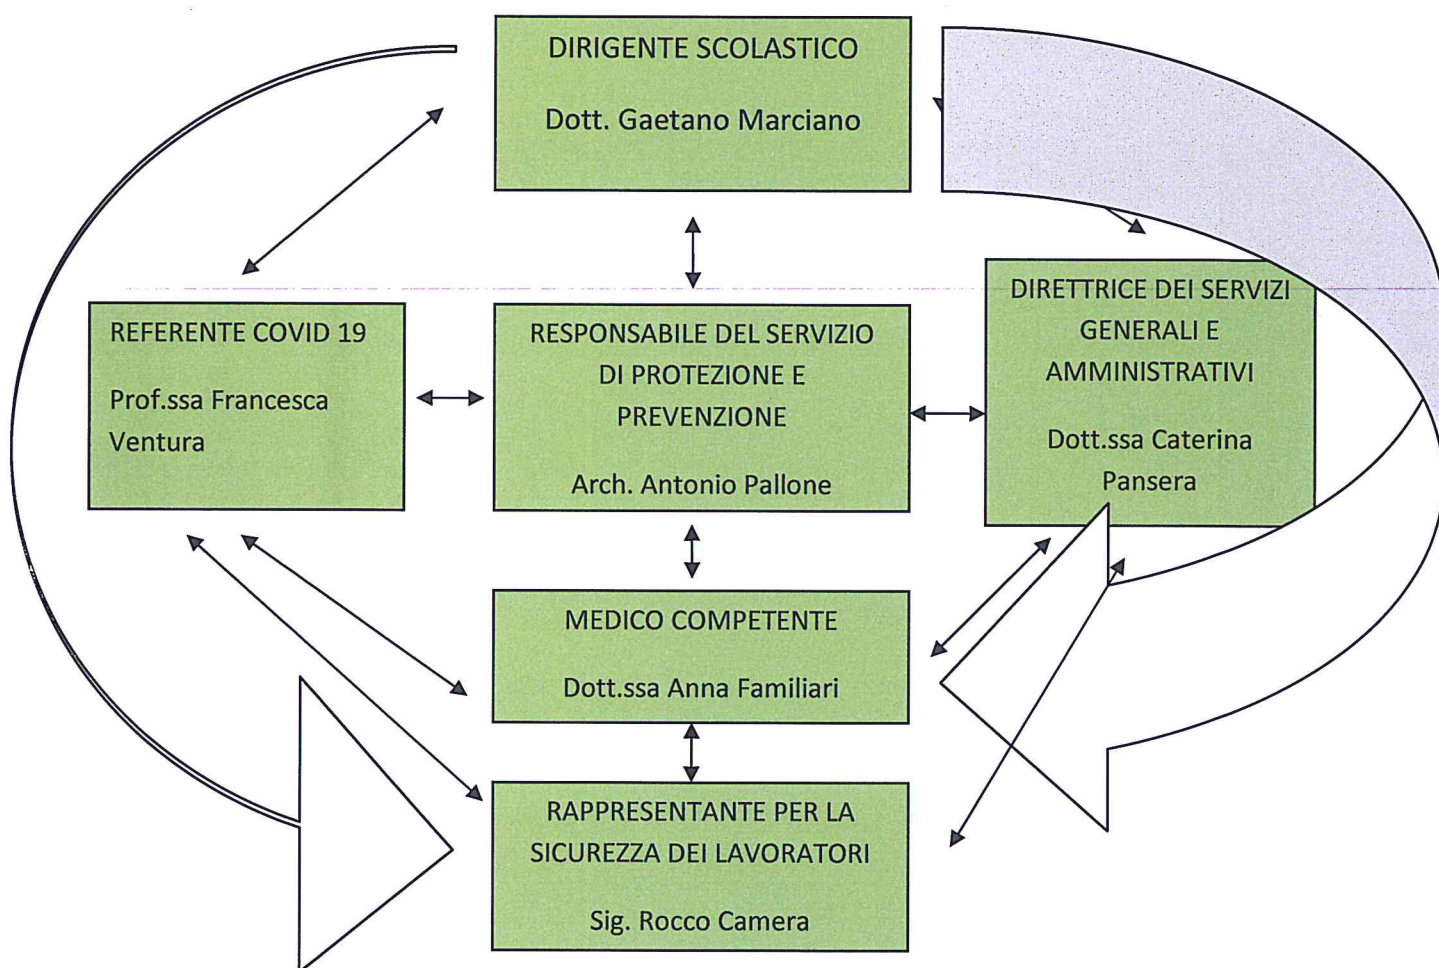 DIRIGENTE SCOLASTICO
Dott. Gaetano Marciano
REFERENTE COVID 19
Prof.ssa Francesca
Ventura
RESPONSABILE DEL SERVIZIO
DI PROTEZIONE E
PREVENZIONE
Arch. Antonio Pallone
DIRETTRICE DEI SERVIZI
GENERALI E
AMMINISTRATIVI
Dott.ssa Caterina
Pansera
MEDICO COMPETENTE
Dott.ssa Anna Familiari
RAPPRESENTANTE PER LA
SICUREZZA DEI LAVORATORI
Sig. Rocco Camera